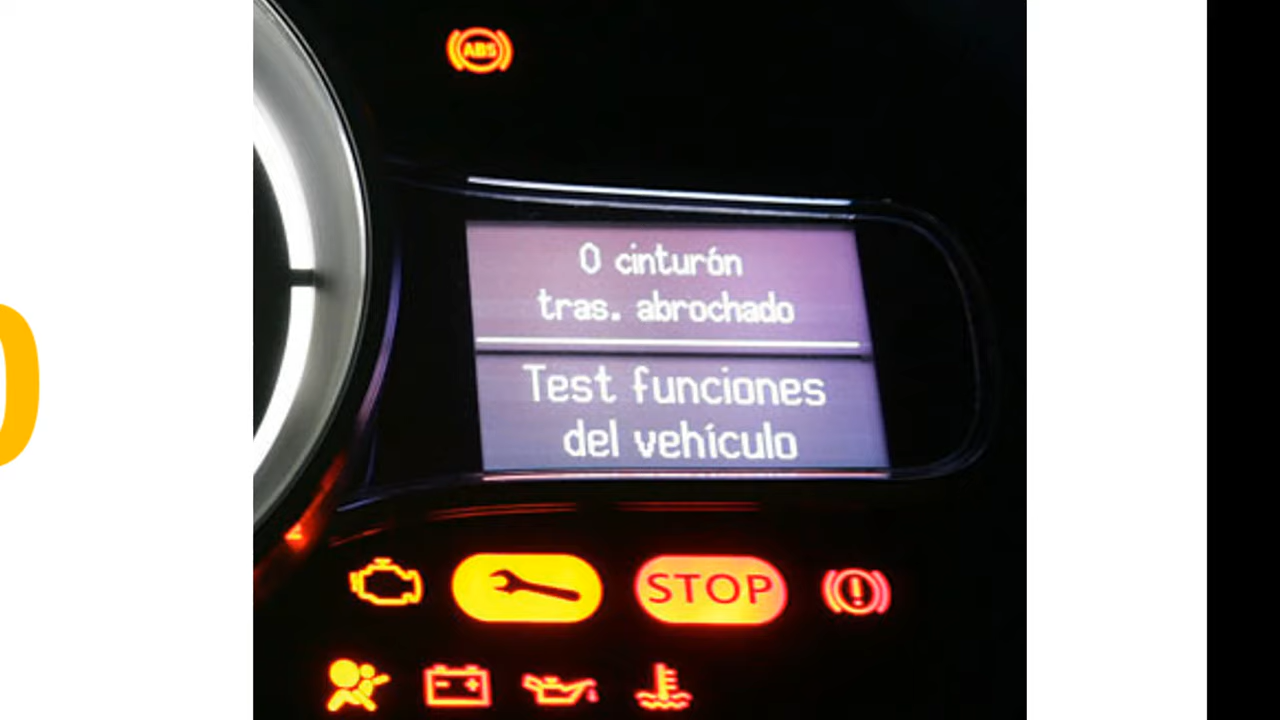 ABS
0 cinturón
tras. abrochado
Test funciones
del vehículo
STOP